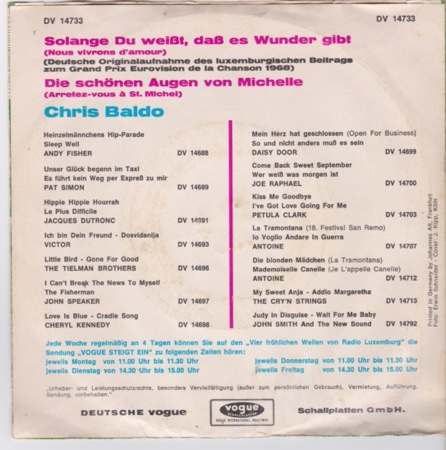 DV 14733
DV 14733
Solange Du weißt, daß es Wunder gibt
(Nous vivrons d'amour)
(Deutsche Originalaufnahme des luxemburgischen Beitrags
zum Grand Prix Eurovision de la Chanson 1968)
Die schönen Augen von Michelle
(Arretez-vous à St. Michel)
Chris Baldo
Heinzelmännchens Hip-Parade
Sleep Well
ANDY FISHER DV 14688
Unser Glück begann im Taxi
Es führt kein Weg per Expreß zu mir
PAT SIMON DV 14689
Hippie Hippie Hourrah
Le Plus Difficile
JACQUES DUTRONC DV 14691
Ich bin Dein Freund - Dosvidanija
VICTOR DV 14693
Little Bird - Gone for Good
THE TIELMAN BROTHERS DV 14696
I Can't Break The News To Myself
The Fisherman
JOHN SPEAKER DV 14697
Love Is Blue - Cradle Song
CHERYL KENNEDY DV 14698
Mein Herz hat geschlossen (Open For Business)
So und nicht anders muß es sein
DAISY DOOR DV 14699
Come Back Sweet September
Wer weiß was morgen ist
JOE RAPHAEL DV 14700
Kiss Me Goodbye
I've Got Love Going For Me
PETULA CLARK DV 14703
La Tramontana (18. Festival San Remo)
Io Voglio Andare In Guerra
ANTOINE DV 14707
Die blonden Mädchen (La Tramontana)
Mademoiselle Canelle (Je L'appelle Canelle)
ANTOINE DV 14712
My Sweet Anja - Addio Margaretha
THE CRY'N STRINGS DV 14713
Judy In Disguise - Wait For Me Baby
JOHN SMITH And The New Sound DV 14792
Jede Woche regelmäßig an 4 Tagen können Sie auf den „Vier fröhlichen Wellen von Radio Luxemburg" die
Sendung „VOGUE STEIGT EIN" zu folgenden Zeiten hören:
jeweils Montag von 11.00 Uhr bis 11.30 Uhr jeweils Donnerstag von 11.00 Uhr bis 11.30 Uhr
jeweils Dienstag von 14.30 Uhr bis 15.00 Uhr jeweils Freitag von 14.30 Uhr bis 15.00 Uhr
„Urheber- und Leistungsschutzrechte, besonders Vervielfältigung (außer zum persönlichen Gebrauch), Vermietung, Aufführung,
Sendung, vorbehalten."
DEUTSCHE vogue
vogue
Schallplatten GmbH.
Printed in Germany by Johannes Alt, Frankfurt
Foto: Erwin Schneider - Cover: J. Ripp, Köln